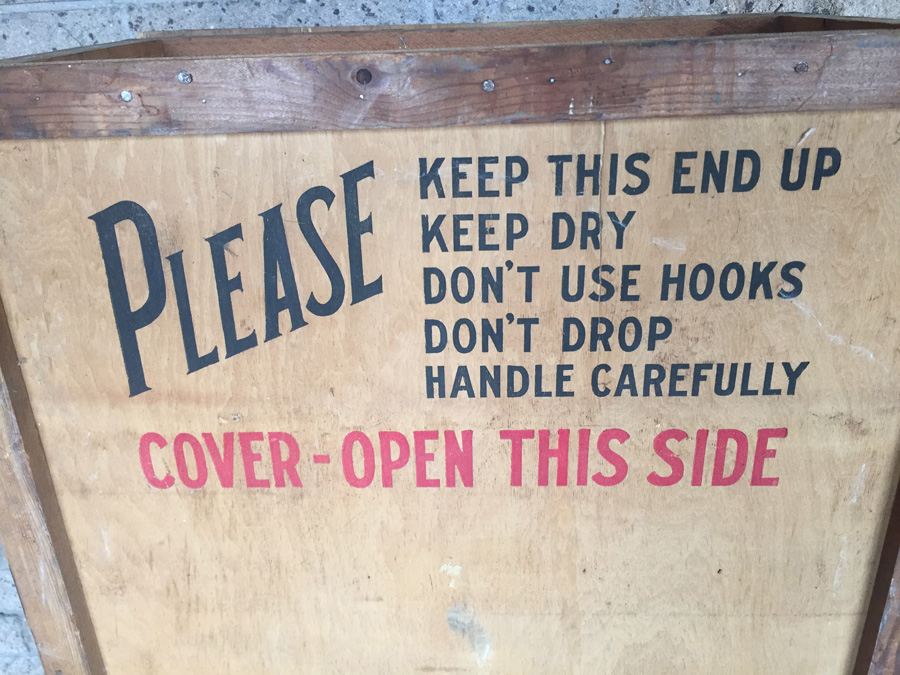 PLEASE
KEEP THIS END UP
KEEP DRY
DON'T USE HOOKS
DON'T DROP
HANDLE CAREFULLY
COVER-OPEN THIS SIDE